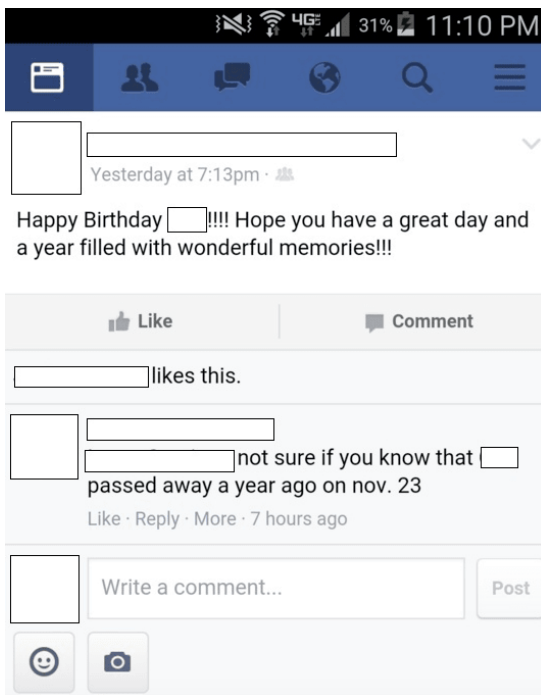 4GE 31% 11:10 PM
Yesterday at 7:13pm ·
Happy Birthday !!!! Hope you have a great day and
a year filled with wonderful memories!!!
Like Comment
likes this.
not sure if you know that
passed away a year ago on nov. 23
Like · Reply · More · 7 hours ago
Write a comment... Post